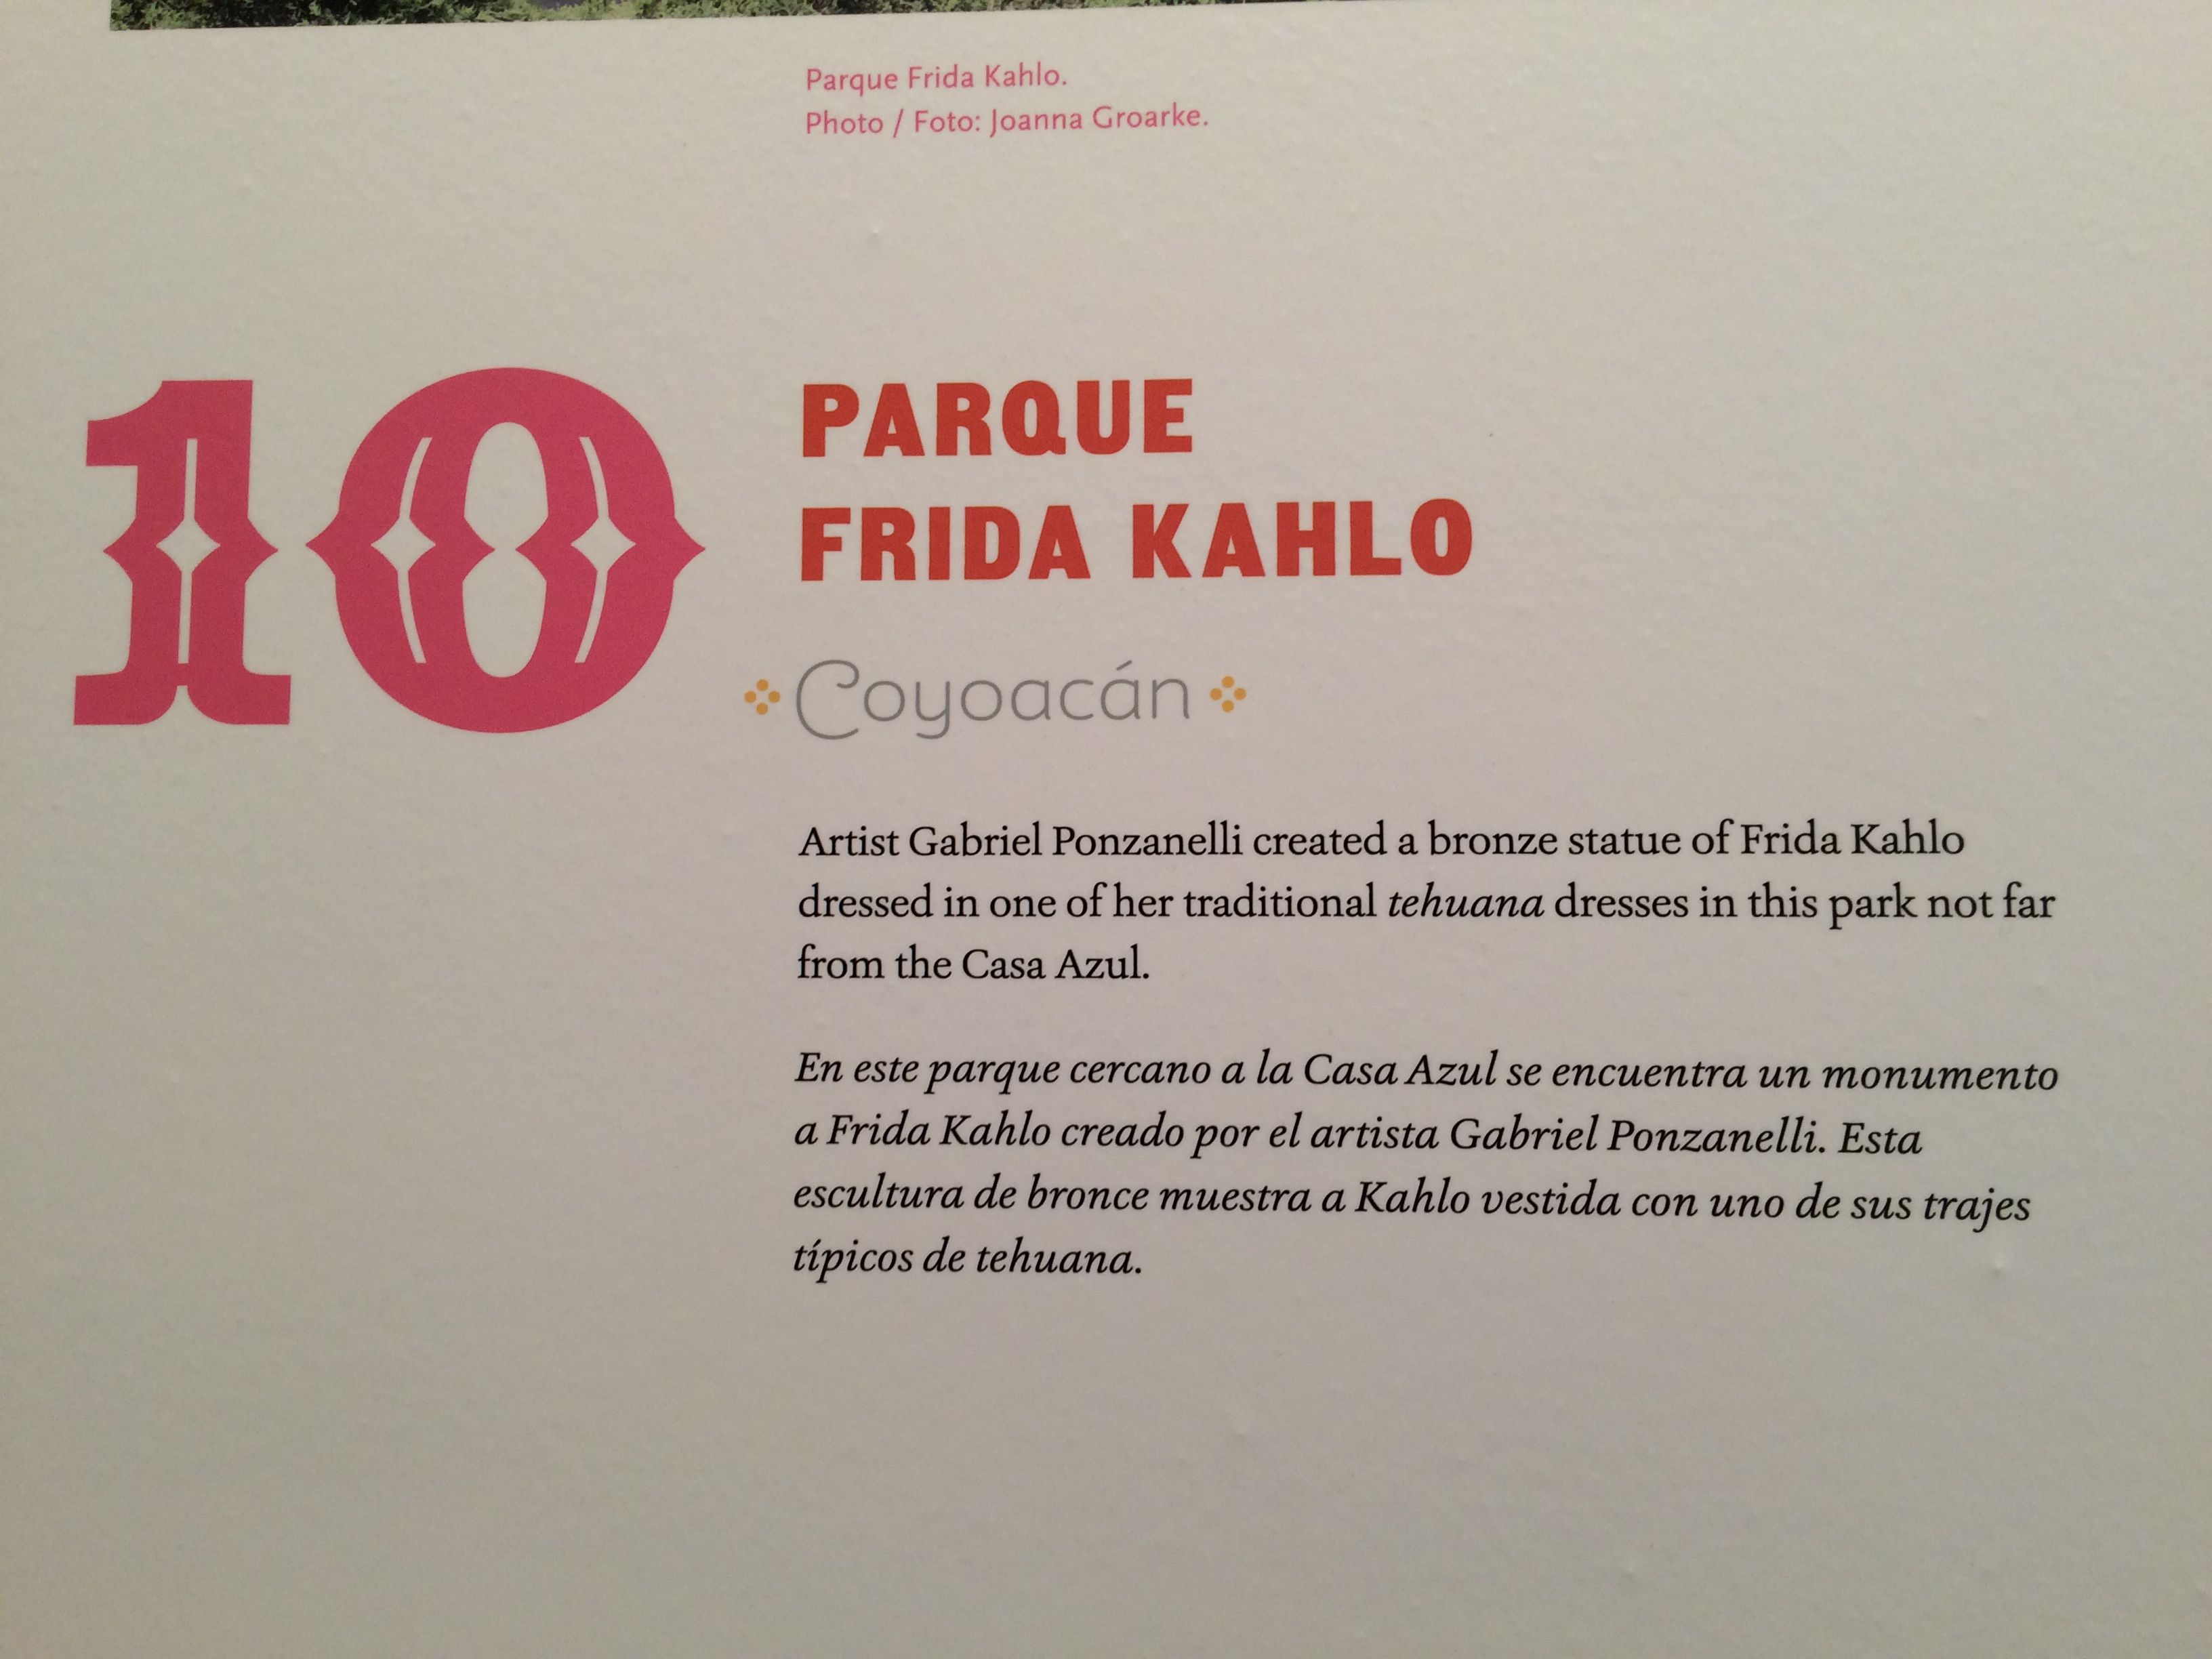 Parque Frida Kahlo.
Photo / Foto: Joanna Groarke.
10
PARQUE
FRIDA KAHLO
Coyoacán
Artist Gabriel Ponzanelli created a bronze statue of Frida Kahlo
dressed in one of her traditional tehuana dresses in this park not far
from the Casa Azul.
En este parque cercano a la Casa Azul se encuentra un monumento
a Frida Kahlo creado por el artista Gabriel Ponzanelli. Esta
escultura de bronce muestra a Kahlo vestida con uno de sus trajes
típicos de tehuana.